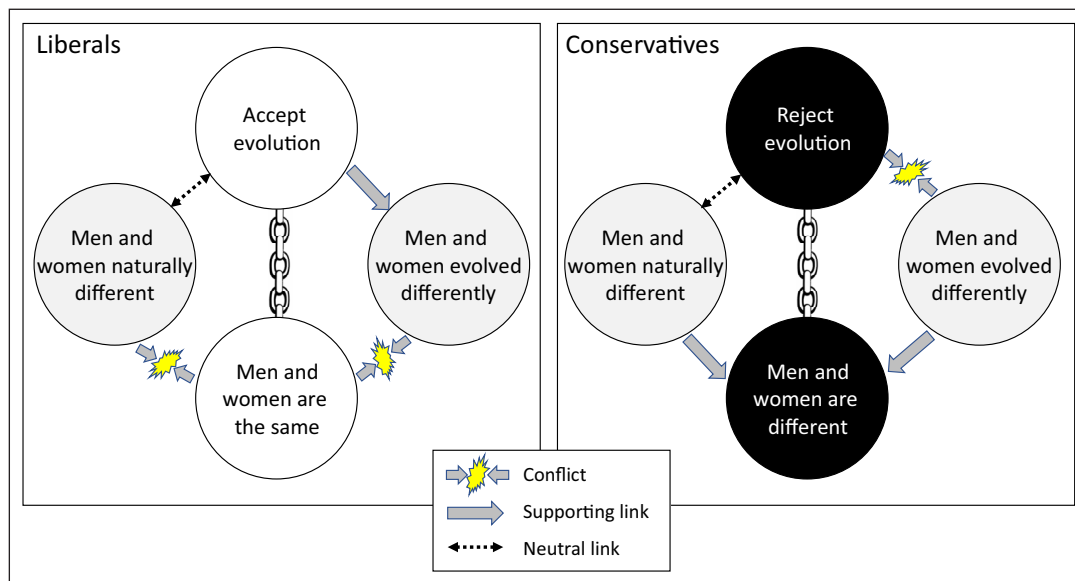 Liberals
Accept
evolution
Men and
women naturally
different
Men and
women evolved
differently
Men and
women are
the same
Conservatives
Reject
evolution
Men and
women naturally
different
Men and
women evolved
differently
Men and
women are
different
Conflict
Supporting link
Neutral link